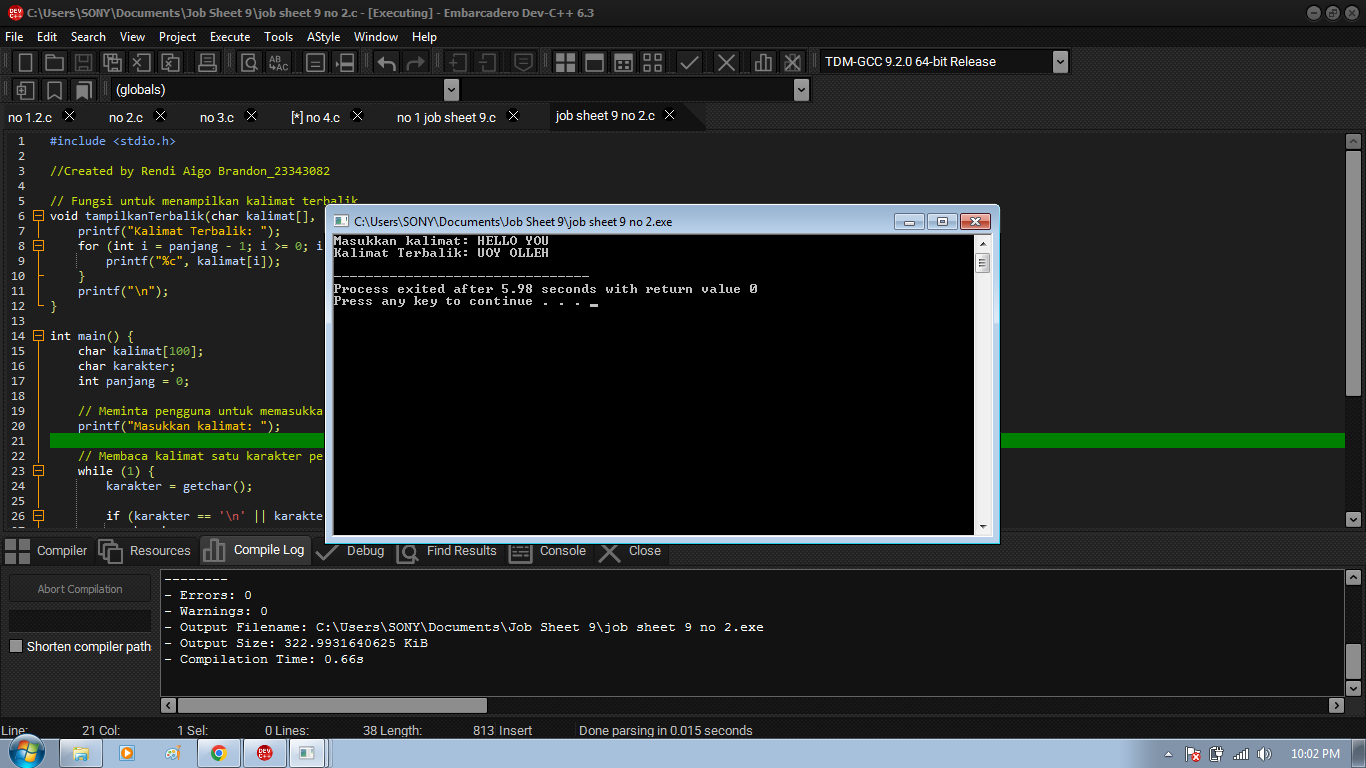 C:\Users\SONY\Documents\Job Sheet 9\job sheet 9 no 2.c - [Executing] - Embarcadero Dev-C++ 6.3
File Edit Search View Project Execute Tools AStyle Window Help
TDM-GCC 9.2.0 64-bit Release
(globals)
no 1.2.c no 2.c no 3.c [*] no 4.c no 1 job sheet 9.c job sheet 9 no 2.c
1 #include <stdio.h>
2
3 //Created by Rendi Aigo Brandon_23343082
4
5 // Fungsi untuk menampilkan kalimat terbalik
6 void tampilkanTerbalik(char kalimat[],
7 printf("Kalimat Terbalik: ");
8 for (int i = panjang - 1; i >= 0; i
9 printf("%c", kalimat[i]);
10 }
11 printf("\n");
12 }
13
14 int main() {
15 char kalimat[100];
16 char karakter;
17 int panjang = 0;
18
19 // Meminta pengguna untuk memasukka
20 printf("Masukkan kalimat: ");
21
22 // Membaca kalimat satu karakter pe
23 while (1) {
24 karakter = getchar();
25
26 if (karakter == '\n' || karakte
C:\Users\SONY\Documents\Job Sheet 9\job sheet 9 no 2.exe
Masukkan kalimat: HELLO YOU
Kalimat Terbalik: UOY OLLEH
--------------------------------
Process exited after 5.98 seconds with return value 0
Press any key to continue . . . _
Compiler Resources Compile Log Debug Find Results Console Close
Abort Compilation
Shorten compiler path
--------
- Errors: 0
- Warnings: 0
- Output Filename: C:\Users\SONY\Documents\Job Sheet 9\job sheet 9 no 2.exe
- Output Size: 322.9931640625 KiB
- Compilation Time: 0.66s
Line: 21 Col: 1 Sel: 0 Lines: 38 Length: 813 Insert Done parsing in 0.015 seconds
DEV C++
10:02 PM